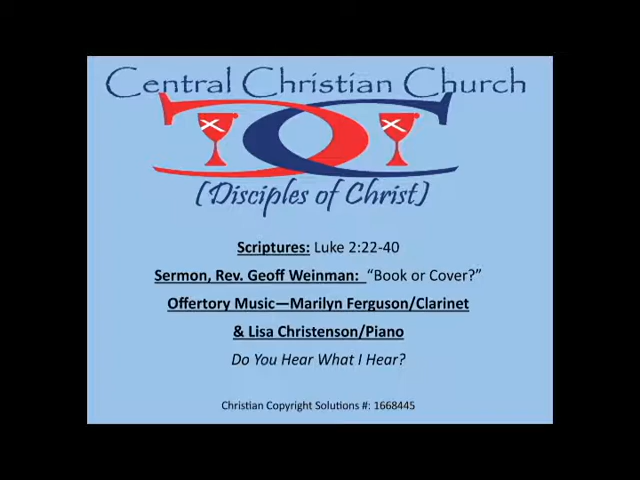 Central Christian Church
(Disciples of Christ)
Scriptures: Luke 2:22-40
Sermon, Rev. Geoff Weinman: “Book or Cover?”
Offertory Music—Marilyn Ferguson/Clarinet
& Lisa Christenson/Piano
Do You Hear What I Hear?
Christian Copyright Solutions #: 1668445